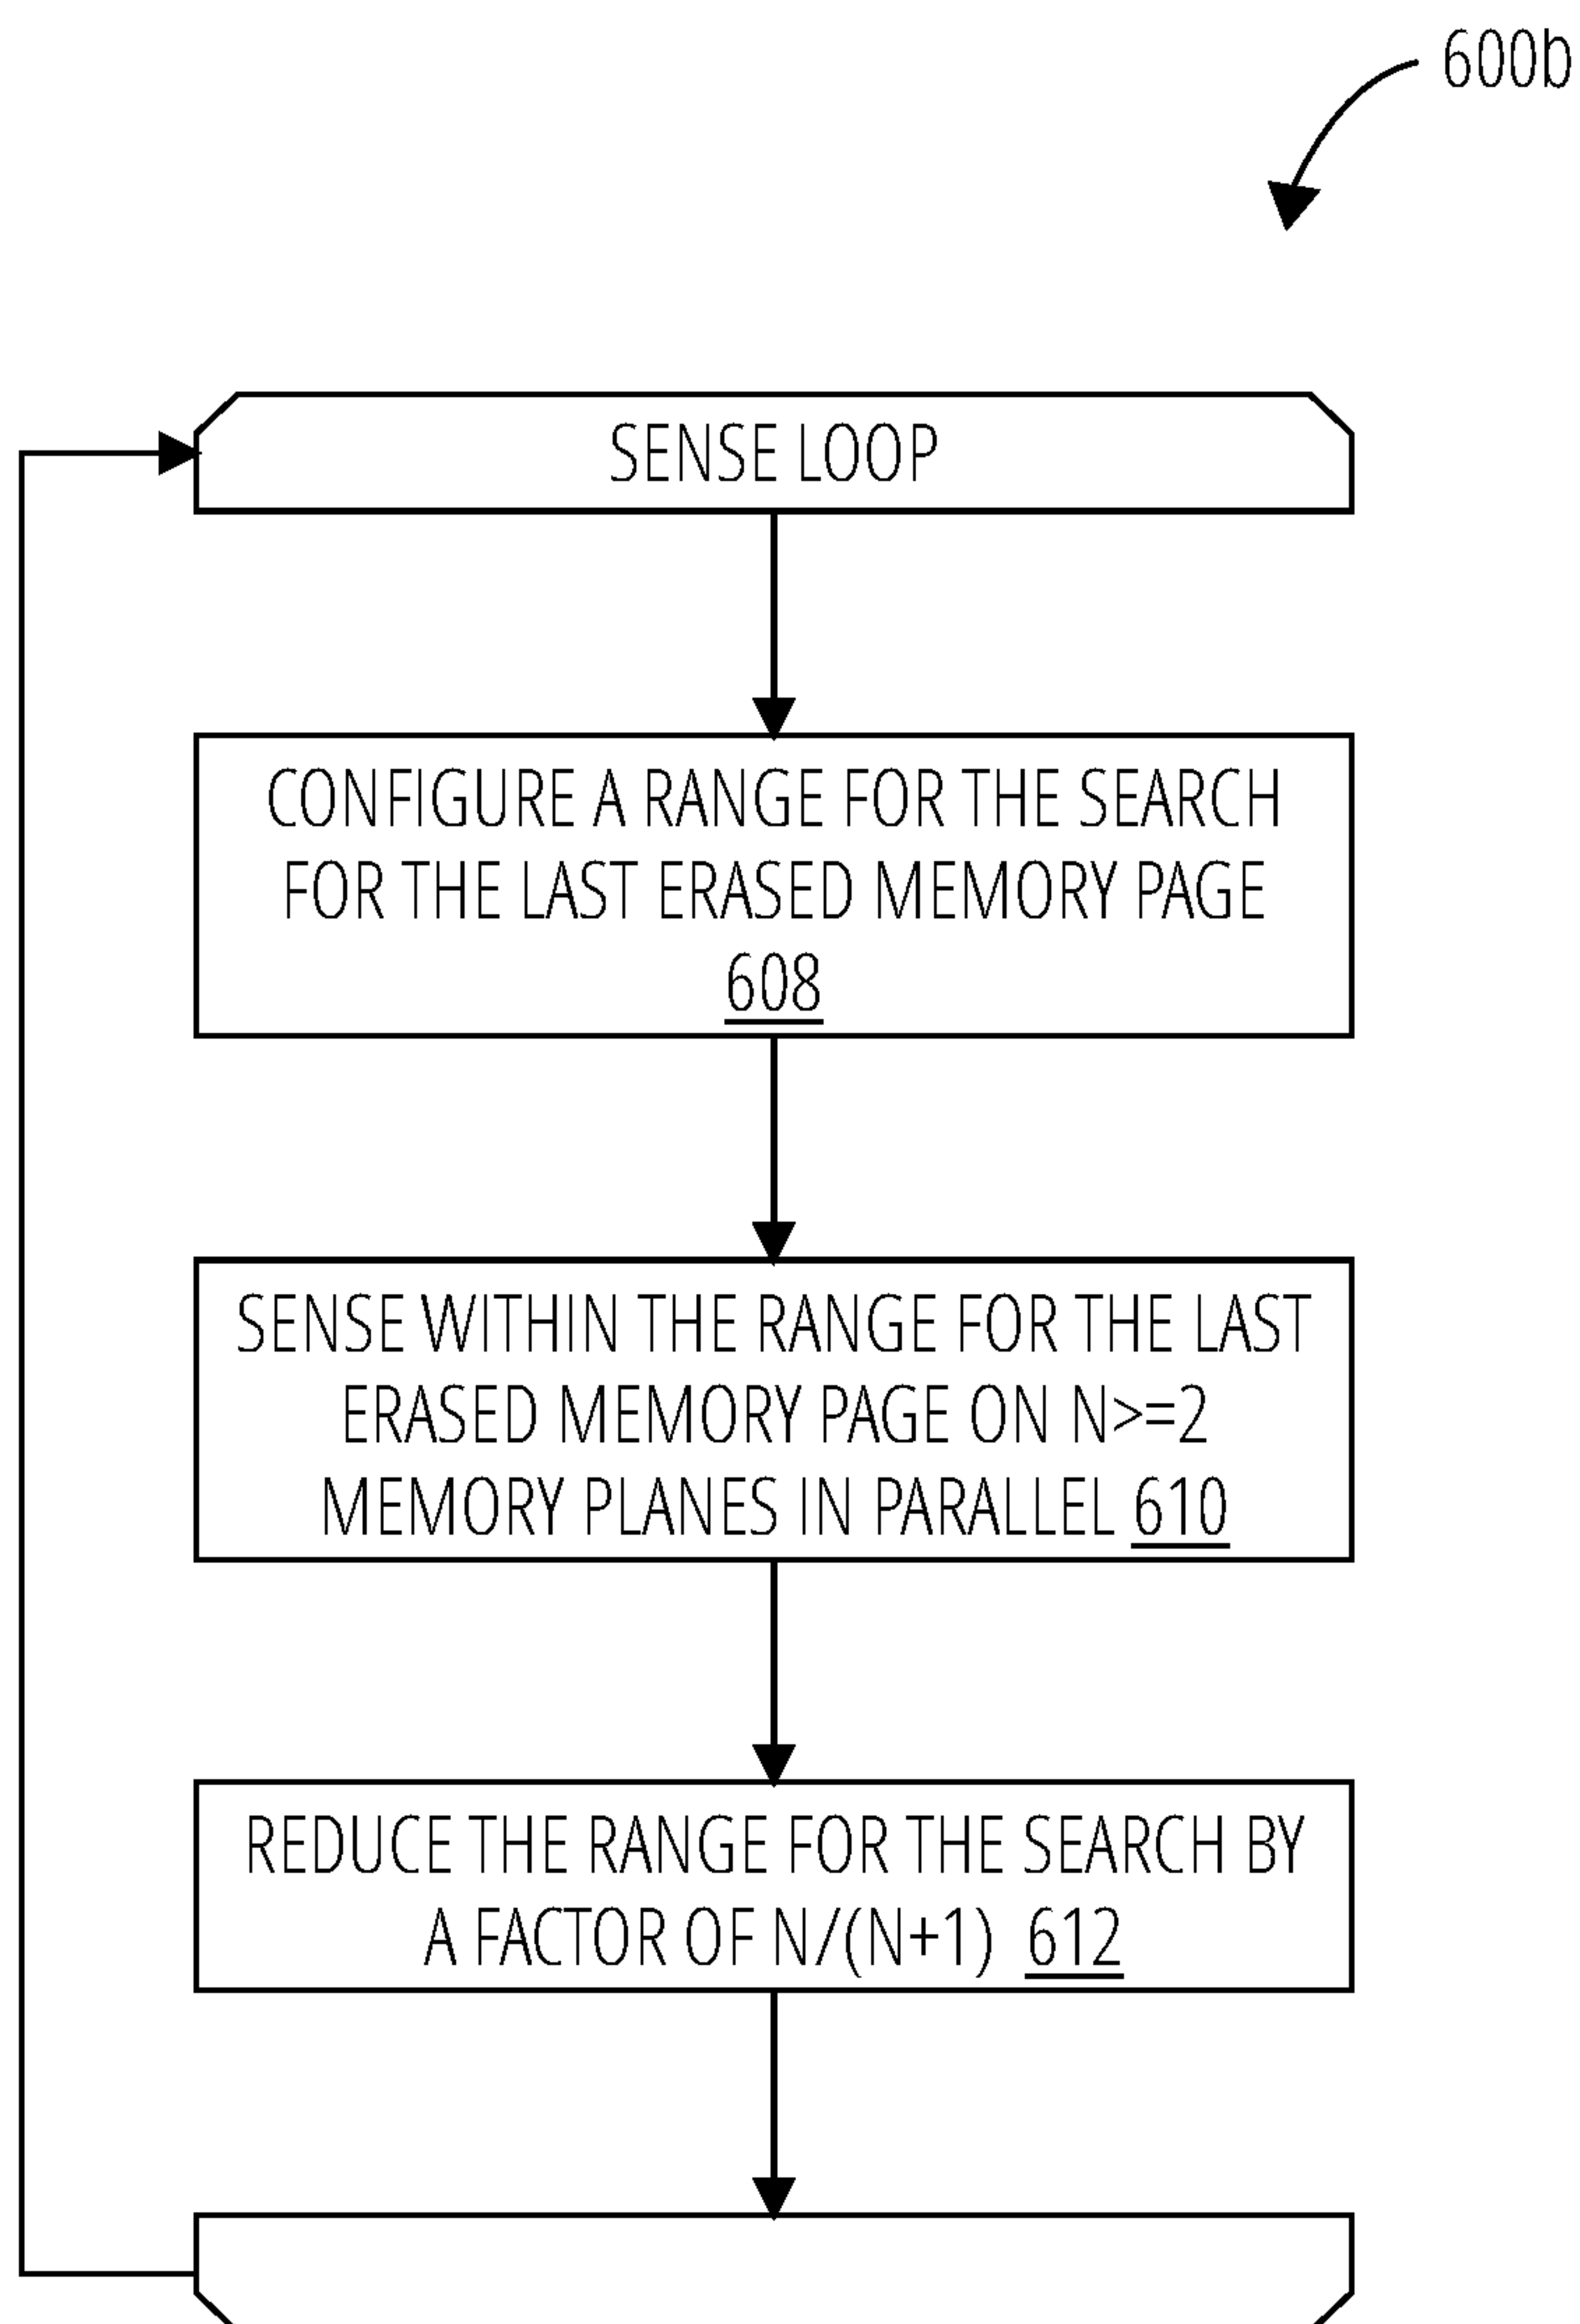 600b
SENSE LOOP
CONFIGURE A RANGE FOR THE SEARCH
FOR THE LAST ERASED MEMORY PAGE
608
SENSE WITHIN THE RANGE FOR THE LAST
ERASED MEMORY PAGE ON N>=2
MEMORY PLANES IN PARALLEL 610
REDUCE THE RANGE FOR THE SEARCH BY
A FACTOR OF N/(N+1) 612